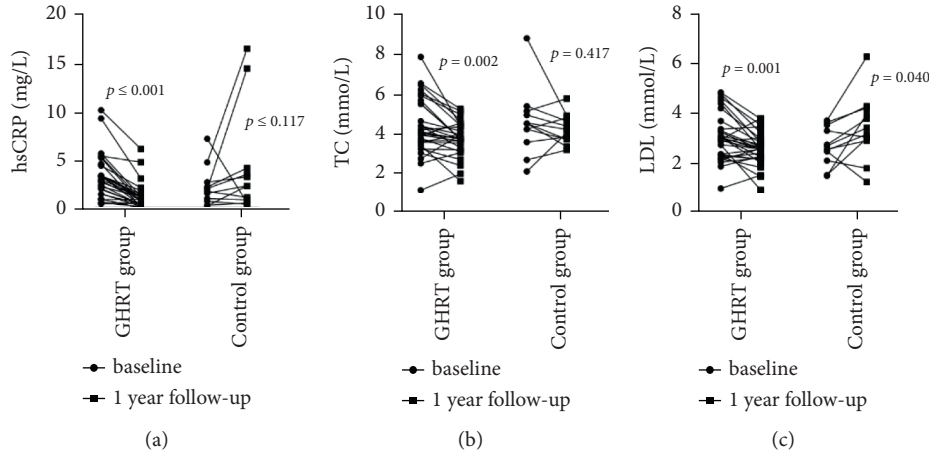 hsCRP (mg/L)
20
15
10
5
0
p ≤ 0.001
p ≤ 0.117
GHRT group
Control group
baseline
1 year follow-up
(a)
TC (mmol/L)
10
8
6
4
2
0
p = 0.002
p = 0.417
GHRT group
Control group
baseline
1 year follow-up
(b)
LDL (mmol/L)
8
6
4
2
0
p = 0.001
p = 0.040
GHRT group
Control group
baseline
1 year follow-up
(c)